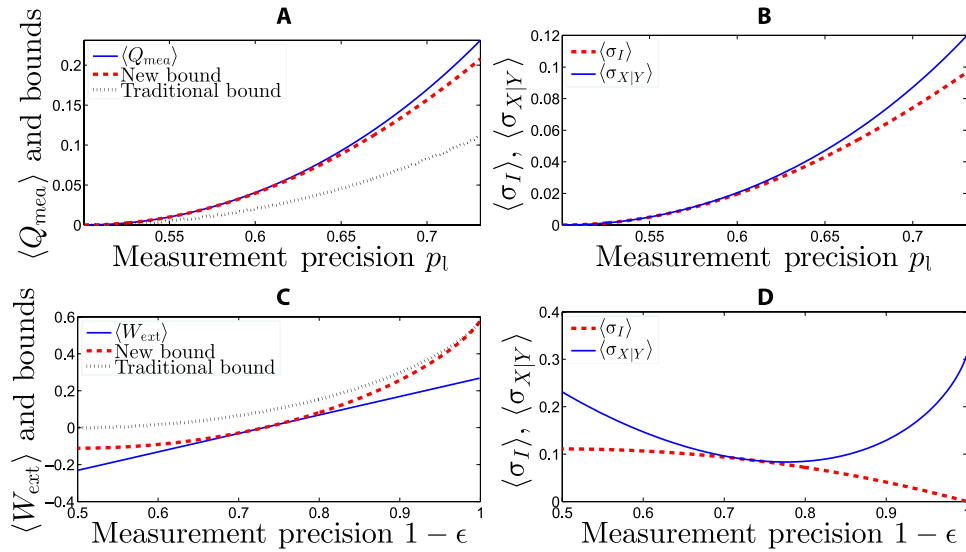 A
⟨Q_mea⟩ and bounds
⟨Q_mea⟩
New bound
Traditional bound
0.2
0.15
0.1
0.05
0
0.55 0.6 0.65 0.7
Measurement precision p_l
B
⟨σ_I⟩, ⟨σ_X|Y⟩
⟨σ_I⟩
⟨σ_X|Y⟩
0.12
0.1
0.08
0.06
0.04
0.02
0
0.55 0.6 0.65 0.7
Measurement precision p_l
C
⟨W_ext⟩ and bounds
⟨W_ext⟩
New bound
Traditional bound
0.6
0.4
0.2
0
−0.2
−0.4
0.5 0.6 0.7 0.8 0.9 1
Measurement precision 1 − ϵ
D
⟨σ_I⟩, ⟨σ_X|Y⟩
⟨σ_I⟩
⟨σ_X|Y⟩
0.4
0.3
0.2
0.1
0
0.5 0.6 0.7 0.8 0.9 1
Measurement precision 1 − ϵ